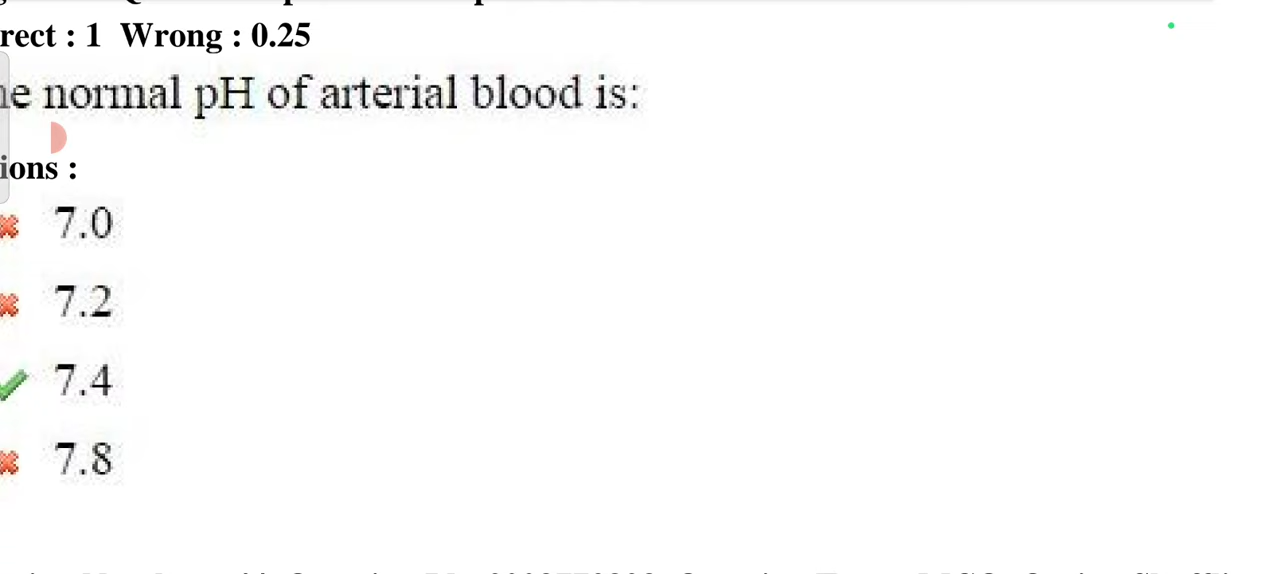 rect : 1 Wrong : 0.25
he normal pH of arterial blood is:
ions :
7.0
7.2
7.4
7.8